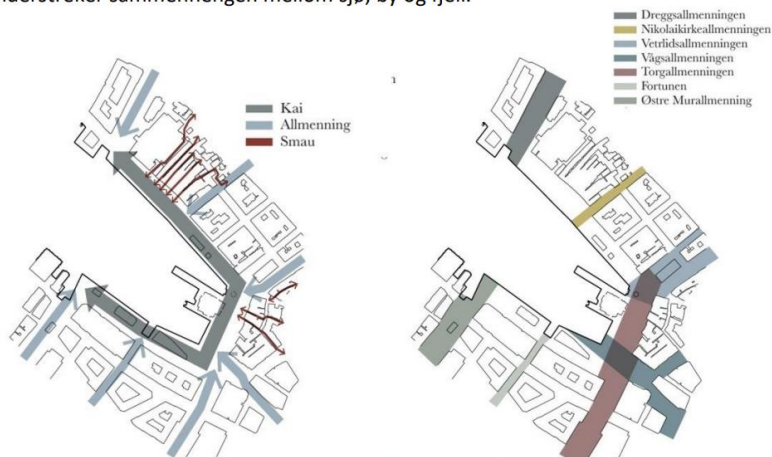 understreker sammenhengen mellom sjø, by og fjell.
Kai
Allmenning
Smau
Dreggsallmenningen
Nikolaikirkeallmenningen
Vetrlidsallmenningen
Vågsallmenningen
Torgallmenningen
Fortunen
Østre Murallmenning